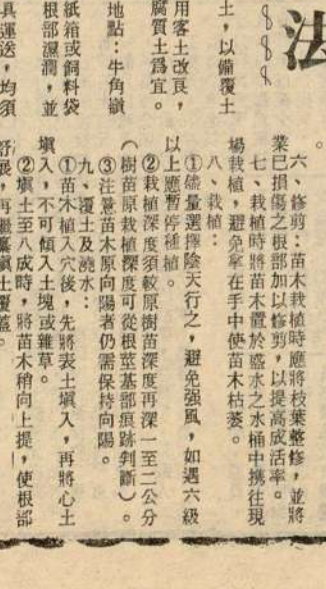 法
土，以備覆土
用客土改良，
腐質土爲宜。
地點：牛角嶺
紙箱或飼料袋
根部濕潤，並
具運送，均須
六、修剪：苗木栽植時應將枝葉整修，並將
業已損傷之根部加以修剪，以提高成活率。
七、栽植時將苗木置於盛水之水桶中携往現
場栽植，避免拿在手中使苗木枯萎。
八、栽植：
①儘量選擇陰天行之，避免強風，如遇六級
以上應暫停種植。
②栽植深度須較原樹苗深度再深一至二公分
（樹苗原栽植深度可從根莖基部痕跡判斷）。
③注意苗木原向陽者仍需保持向陽。
九、覆土及澆水：
①苗木植入穴後，先將表土塡入，再將心土
塡入，不可傾入土塊或雜草。
②塡土至八成時，將苗木稍向上提，使根部
舒展，再繼續塡土覆蓋。